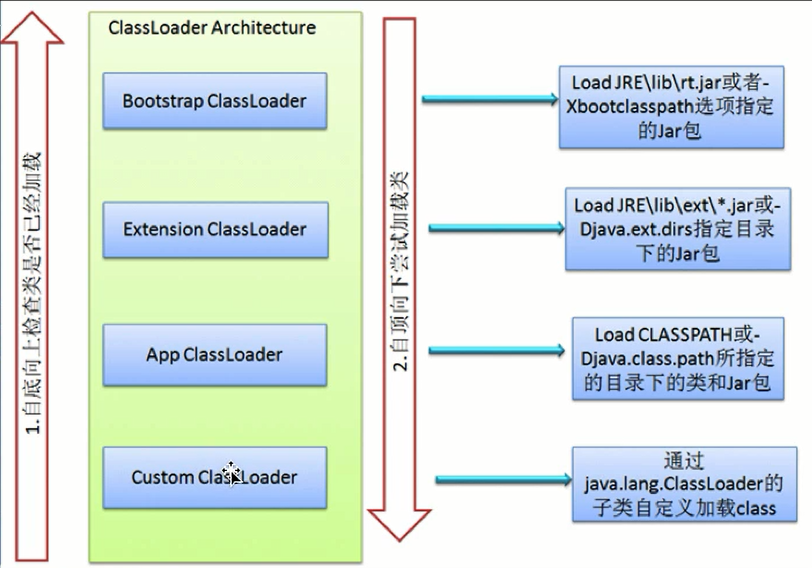 ClassLoader Architecture
Bootstrap ClassLoader
Extension ClassLoader
App ClassLoader
Custom ClassLoader
1.自底向上检查类是否已经加载
2.自顶向下尝试加载类
Load JRE\lib\rt.jar或者-
Xbootclasspath选项指定
的Jar包
Load JRE\lib\ext\*.jar或-
Djava.ext.dirs指定目录
下的Jar包
Load CLASSPATH或-
Djava.class.path所指定
的目录下的类和Jar包
通过
java.lang.ClassLoader的
子类自定义加载class